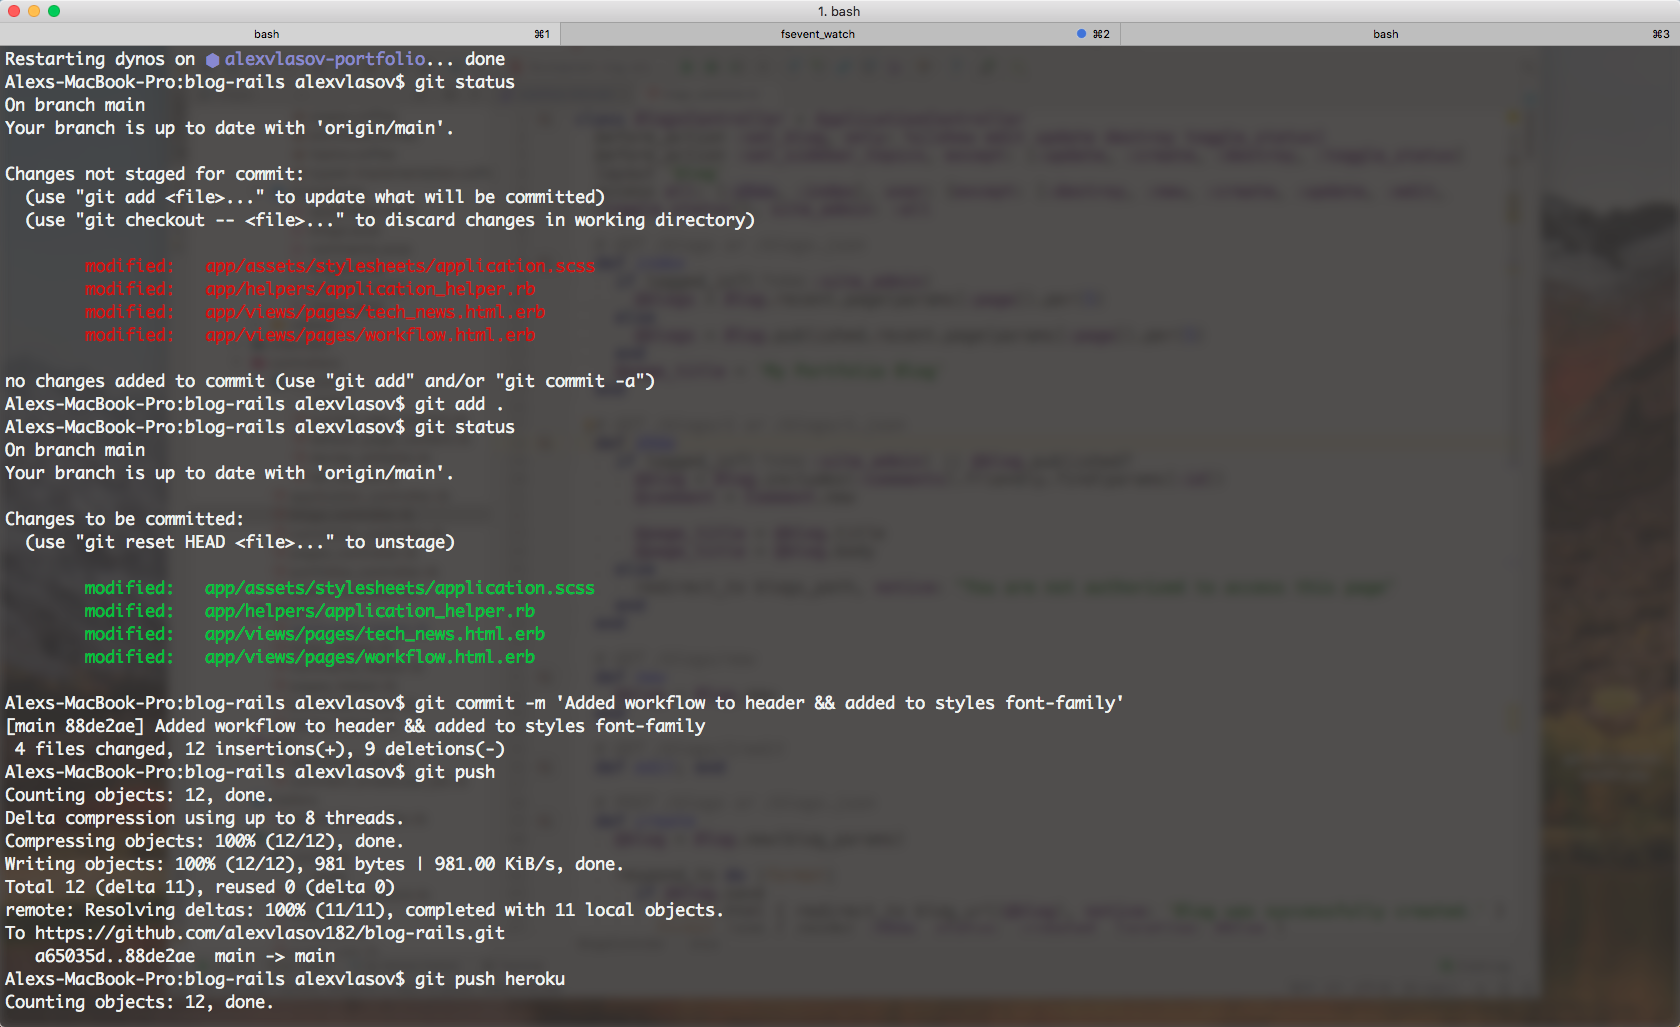 1. bash
bash ⌘1 fsevent_watch ⌘2 bash ⌘3
Restarting dynos on ⬢ alexvlasov-portfolio... done
Alexs-MacBook-Pro:blog-rails alexvlasov$ git status
On branch main
Your branch is up to date with 'origin/main'.
Changes not staged for commit:
(use "git add <file>..." to update what will be committed)
(use "git checkout -- <file>..." to discard changes in working directory)
modified: app/assets/stylesheets/application.scss
modified: app/helpers/application_helper.rb
modified: app/views/pages/tech_news.html.erb
modified: app/views/pages/workflow.html.erb
no changes added to commit (use "git add" and/or "git commit -a")
Alexs-MacBook-Pro:blog-rails alexvlasov$ git add .
Alexs-MacBook-Pro:blog-rails alexvlasov$ git status
On branch main
Your branch is up to date with 'origin/main'.
Changes to be committed:
(use "git reset HEAD <file>..." to unstage)
modified: app/assets/stylesheets/application.scss
modified: app/helpers/application_helper.rb
modified: app/views/pages/tech_news.html.erb
modified: app/views/pages/workflow.html.erb
Alexs-MacBook-Pro:blog-rails alexvlasov$ git commit -m 'Added workflow to header && added to styles font-family'
[main 88de2ae] Added workflow to header && added to styles font-family
4 files changed, 12 insertions(+), 9 deletions(-)
Alexs-MacBook-Pro:blog-rails alexvlasov$ git push
Counting objects: 12, done.
Delta compression using up to 8 threads.
Compressing objects: 100% (12/12), done.
Writing objects: 100% (12/12), 981 bytes | 981.00 KiB/s, done.
Total 12 (delta 11), reused 0 (delta 0)
remote: Resolving deltas: 100% (11/11), completed with 11 local objects.
To https://github.com/alexvlasov182/blog-rails.git
a65035d..88de2ae main -> main
Alexs-MacBook-Pro:blog-rails alexvlasov$ git push heroku
Counting objects: 12, done.